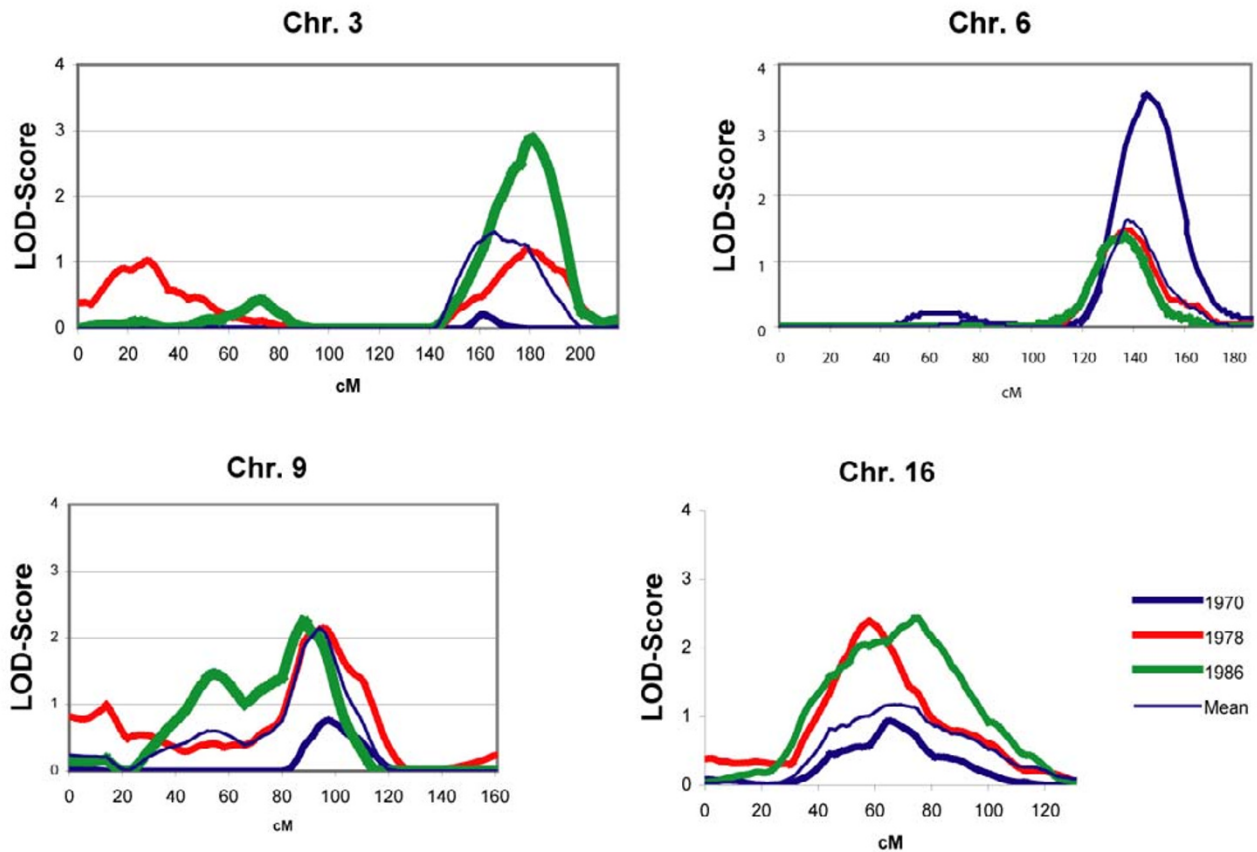 Chr. 3
4
3
2
1
0
LOD-Score
0 20 40 60 80 100 120 140 160 180 200
cM
Chr. 6
4
3
2
1
0
LOD-Score
0 20 40 60 80 100 120 140 160 180
cM
Chr. 9
4
3
2
1
0
LOD-Score
0 20 40 60 80 100 120 140 160
cM
Chr. 16
4
3
2
1
0
LOD-Score
0 20 40 60 80 100 120
cM
1970
1978
1986
Mean